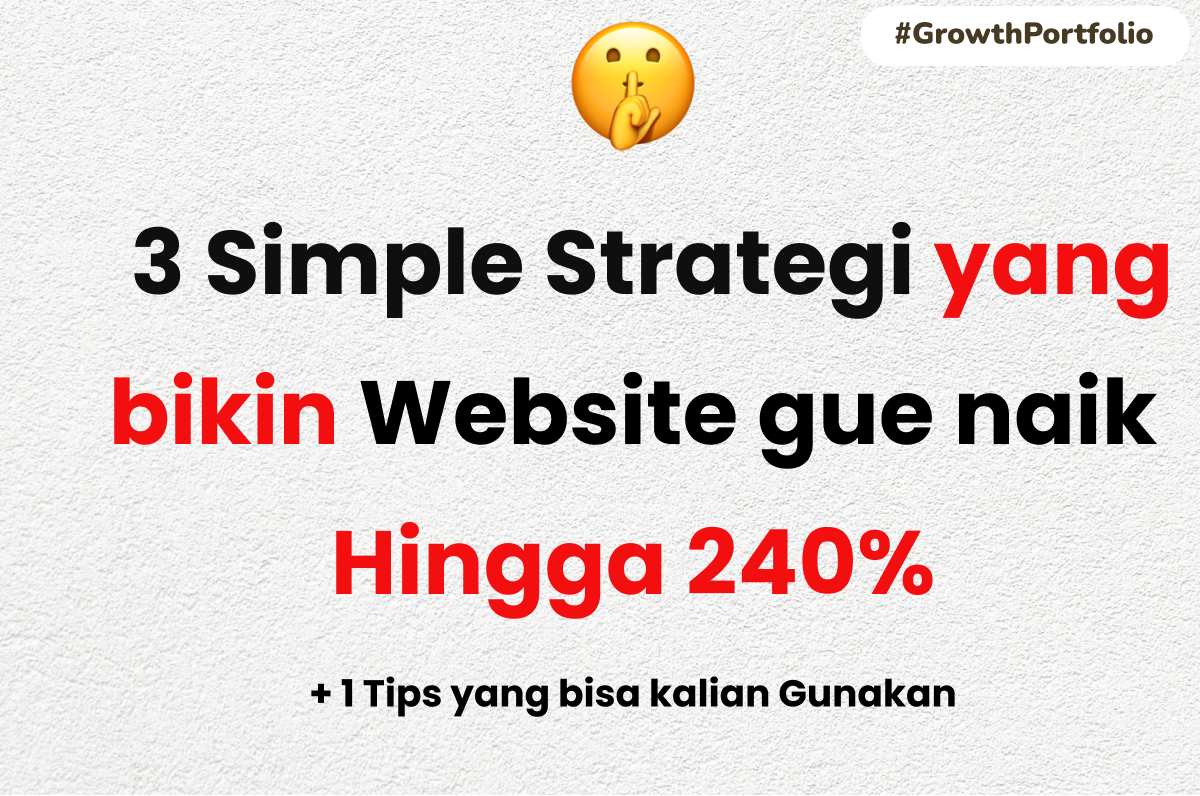 #GrowthPortfolio
3 Simple Strategi yang
bikin Website gue naik
Hingga 240%
+ 1 Tips yang bisa kalian Gunakan